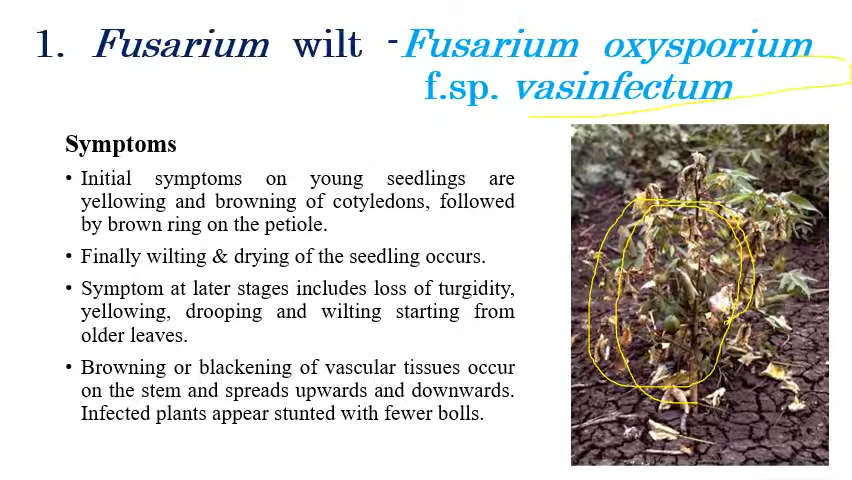 1. Fusarium wilt -Fusarium oxysporium
f.sp. vasinfectum
Symptoms
• Initial symptoms on young seedlings are
yellowing and browning of cotyledons, followed
by brown ring on the petiole.
• Finally wilting & drying of the seedling occurs.
• Symptom at later stages includes loss of turgidity,
yellowing, drooping and wilting starting from
older leaves.
• Browning or blackening of vascular tissues occur
on the stem and spreads upwards and downwards.
Infected plants appear stunted with fewer bolls.